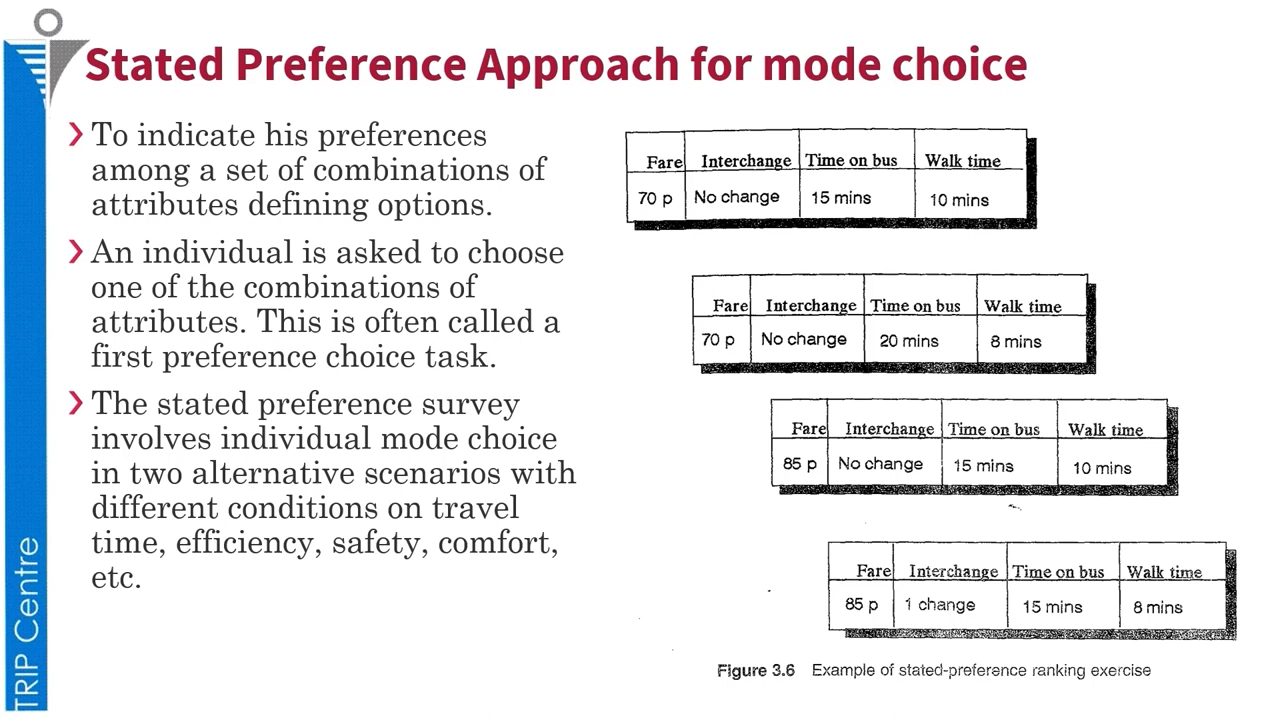 Stated Preference Approach for mode choice
To indicate his preferences
among a set of combinations of
attributes defining options.
An individual is asked to choose
one of the combinations of
attributes. This is often called a
first preference choice task.
The stated preference survey
involves individual mode choice
in two alternative scenarios with
different conditions on travel
time, efficiency, safety, comfort,
etc.
Fare Interchange Time on bus Walk time
70 p No change 15 mins 10 mins
Fare Interchange Time on bus Walk time
70 p No change 20 mins 8 mins
Fare Interchange Time on bus Walk time
85 p No change 15 mins 10 mins
Fare Interchange Time on bus Walk time
85 p 1 change 15 mins 8 mins
Figure 3.6 Example of stated-preference ranking exercise
TRIP Centre